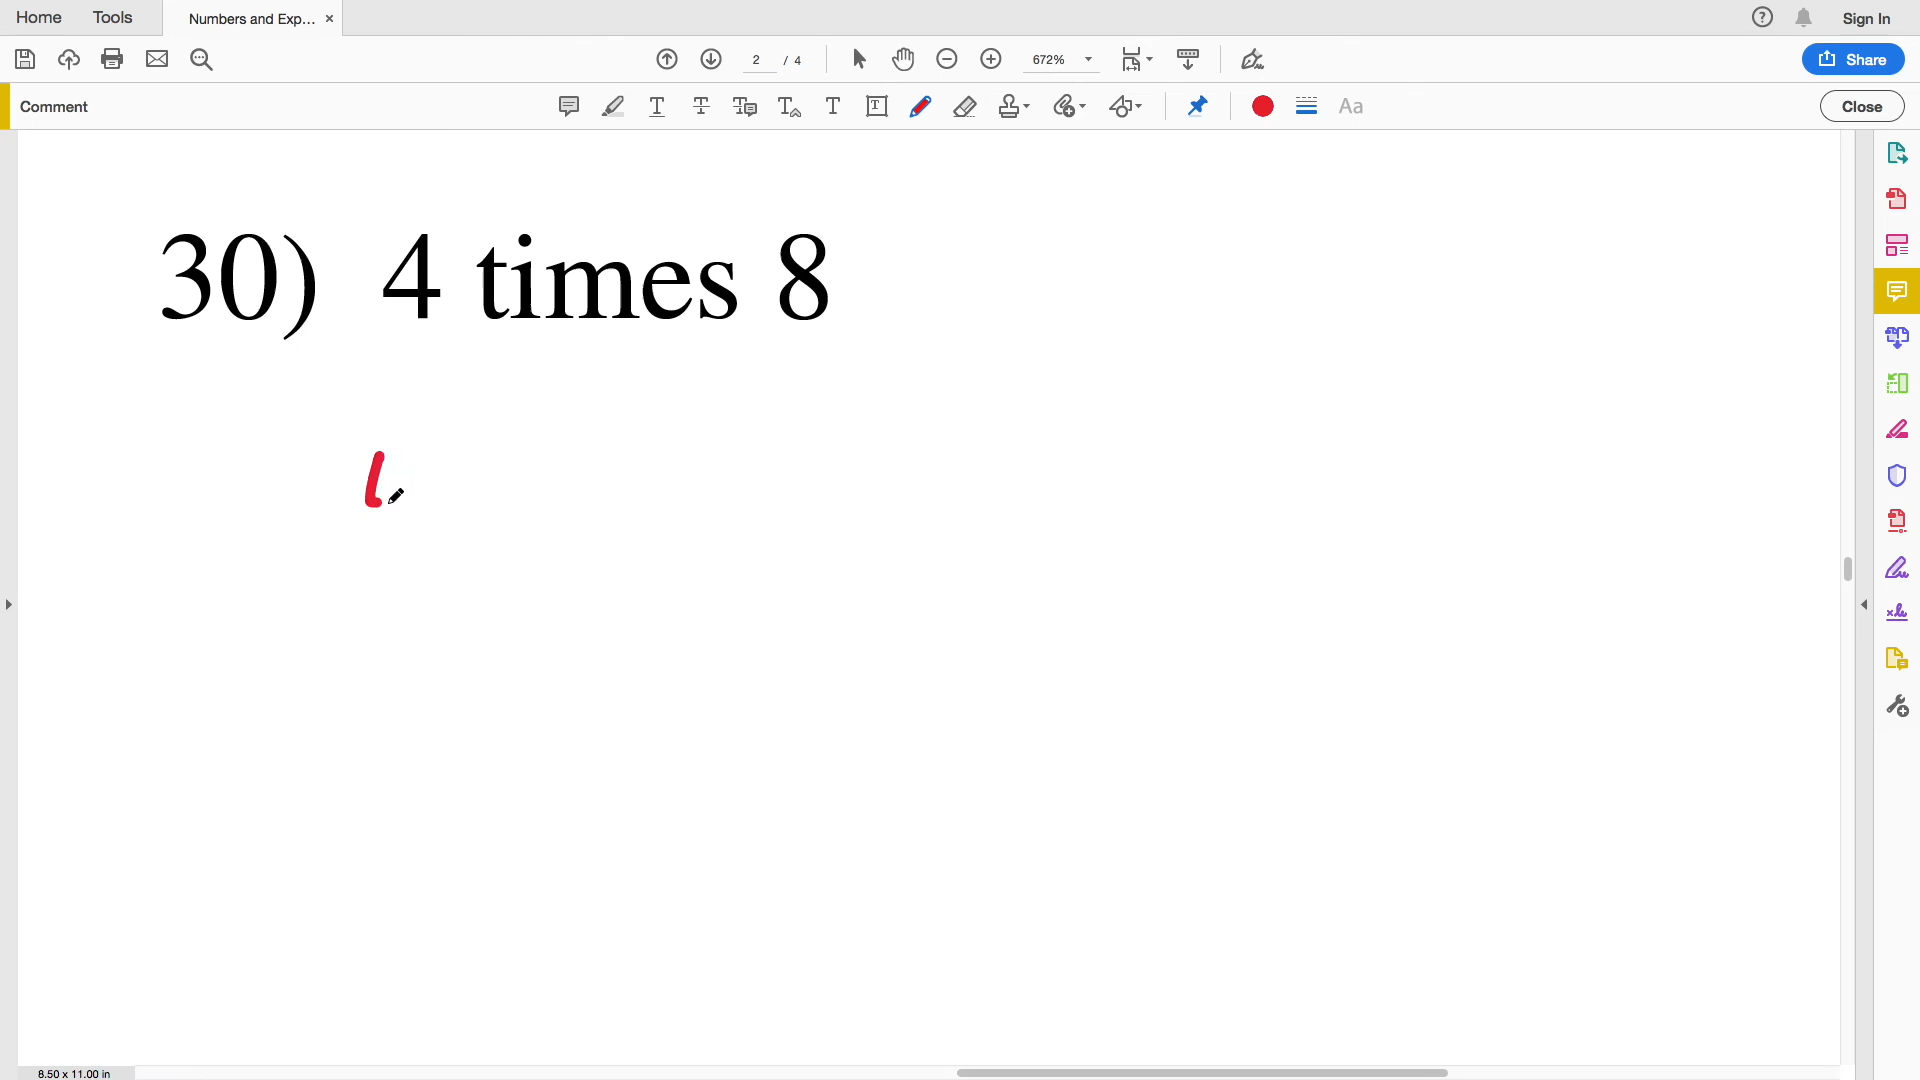 Home Tools Numbers and Exp... × Sign In
2 / 4 672% Share
Comment Aa Close
30) 4 times 8
8.50 x 11.00 in